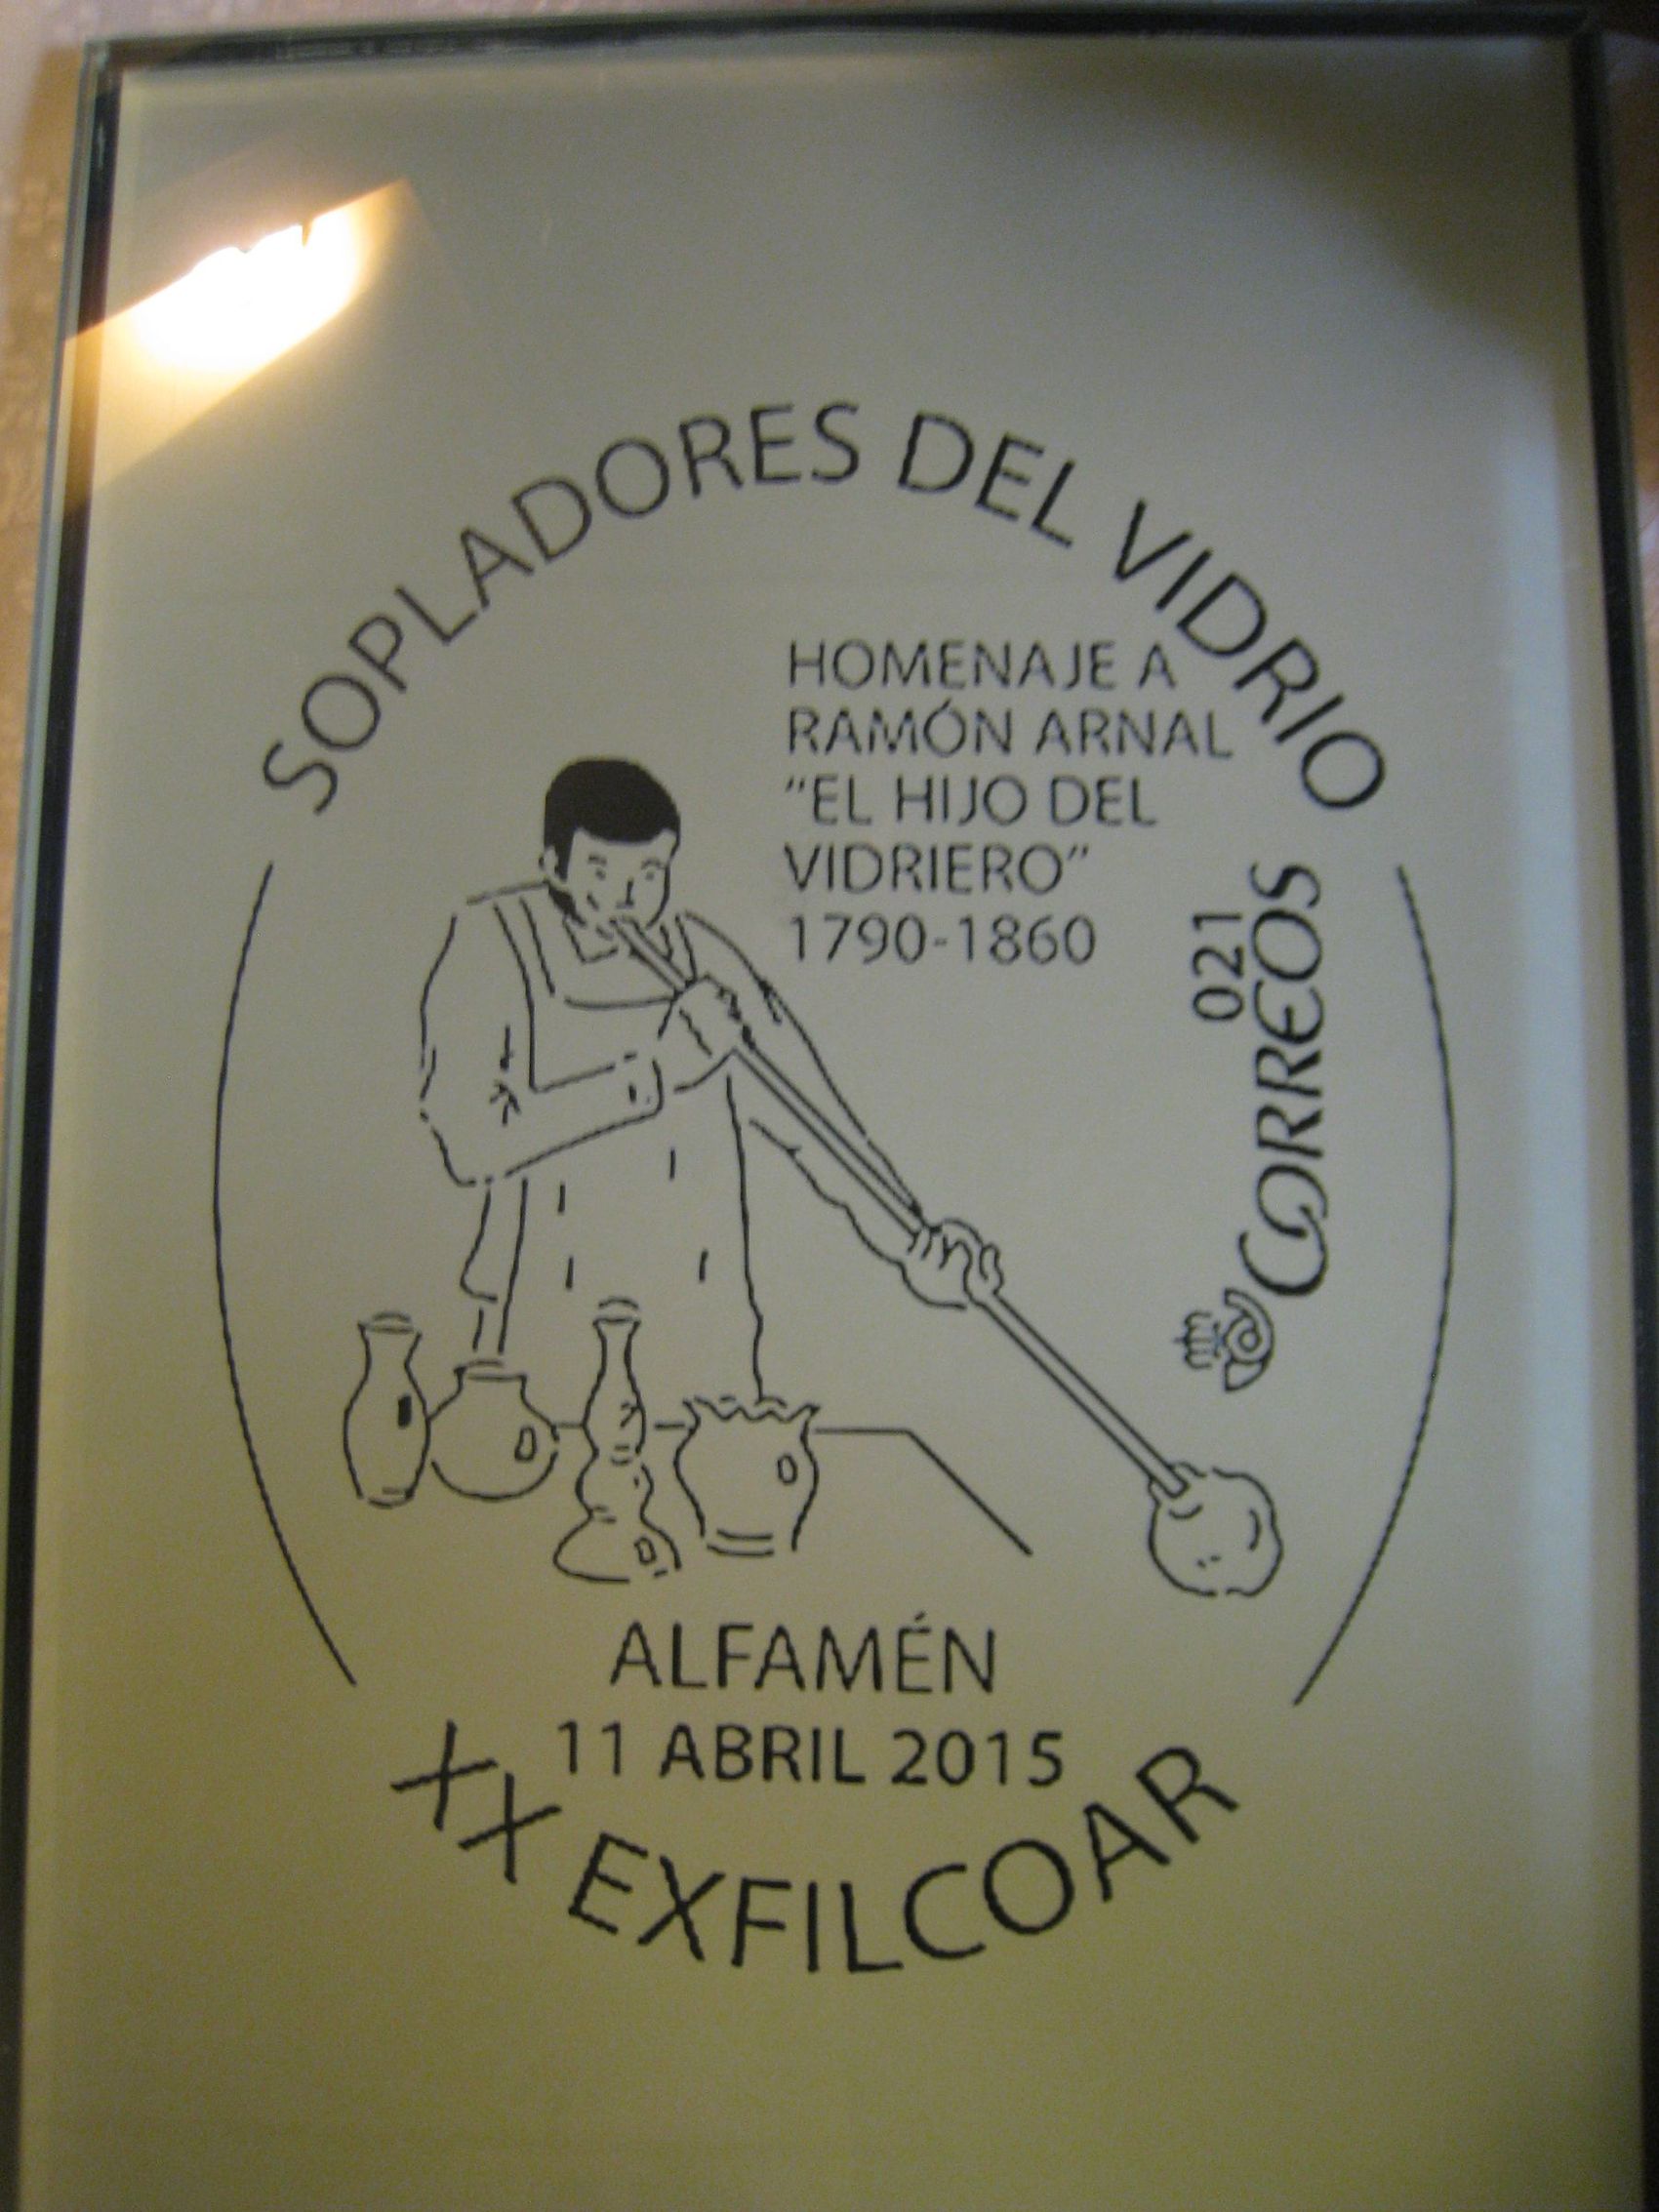 SOPLADORES DEL VIDRIO
HOMENAJE A
RAMÓN ARNAL
"EL HIJO DEL
VIDRIERO"
1790-1860
021
CORREOS
ALFAMÉN
11 ABRIL 2015
XX EXFILCOAR